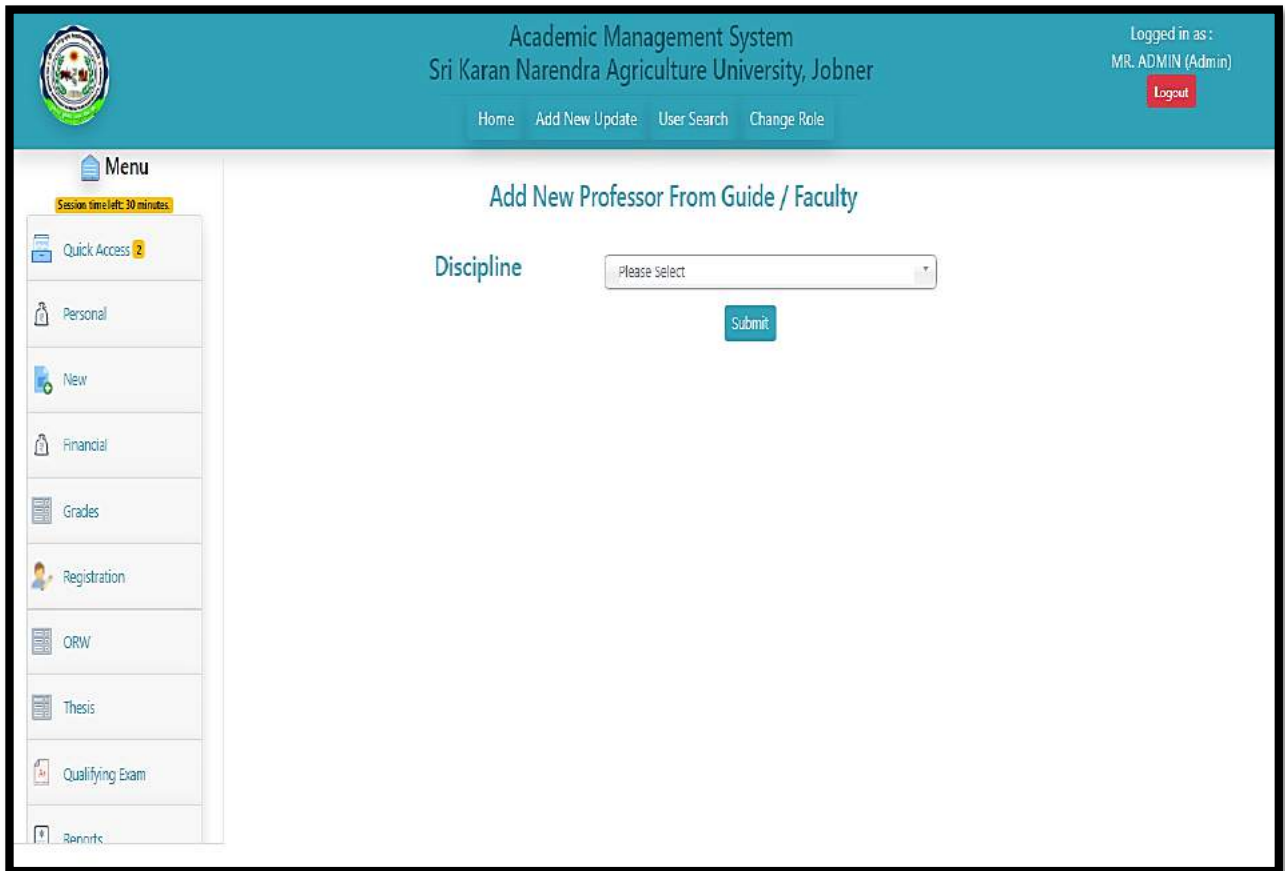 Academic Management System
Sri Karan Narendra Agriculture University, Jobner
Home Add New Update User Search Change Role
Logged in as :
MR. ADMIN (Admin)
Logout
Menu
Session time left: 30 minutes.
Quick Access 2
Personal
New
Financial
Grades
Registration
ORW
Thesis
Qualifying Exam
Reports
Add New Professor From Guide / Faculty
Discipline Please Select
Submit